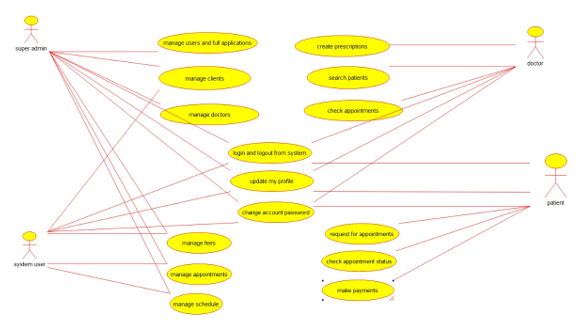 super admin
manage users and full applications
manage clients
manage doctors
create prescriptions
search patients
check appointments
doctor
login and logout from system
update my profile
change account password
patient
system user
manage fees
manage appointments
manage schedule
request for appointments
check appointment status
make payments